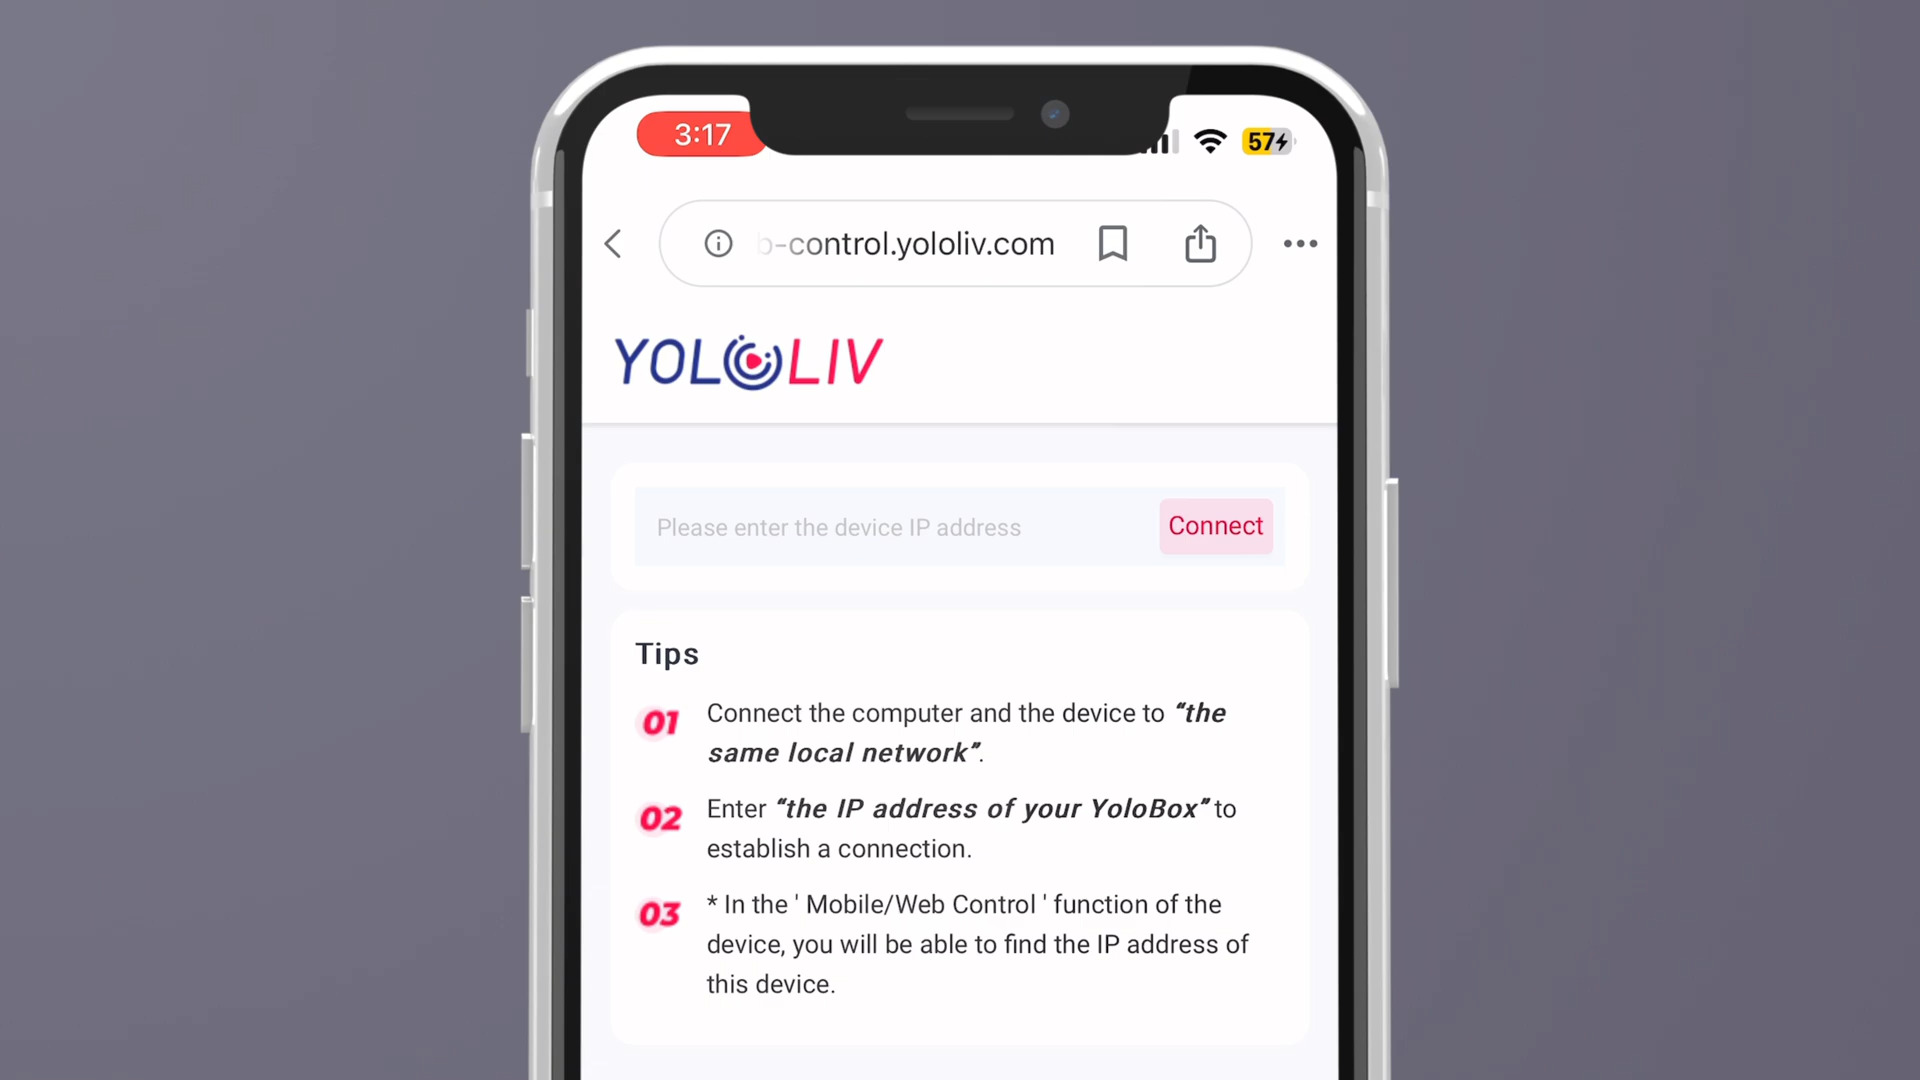 3:17
57
b-control.yololiv.com
YOLOLIV
Please enter the device IP address
Connect
Tips
01 Connect the computer and the device to “the
same local network”.
02 Enter “the IP address of your YoloBox” to
establish a connection.
03 * In the ' Mobile/Web Control ' function of the
device, you will be able to find the IP address of
this device.